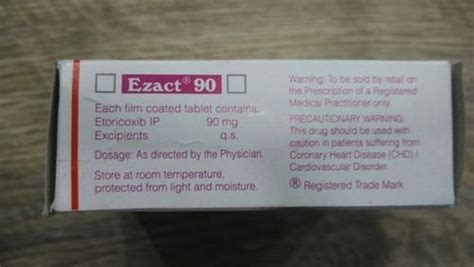 Ezact® 90
Each film coated tablet contains:
Etoricoxib IP 90 mg
Excipients q.s.
Dosage: As directed by the Physician.
Store at room temperature,
protected from light and moisture.
Warning: To be sold by retail on
the Prescription of a Registered
Medical Practitioner only.
PRECAUTIONARY WARNING:
This drug should be used with
caution in patients suffering from
Coronary Heart Disease (CHD) /
Cardiovascular Disorder.
® Registered Trade Mark